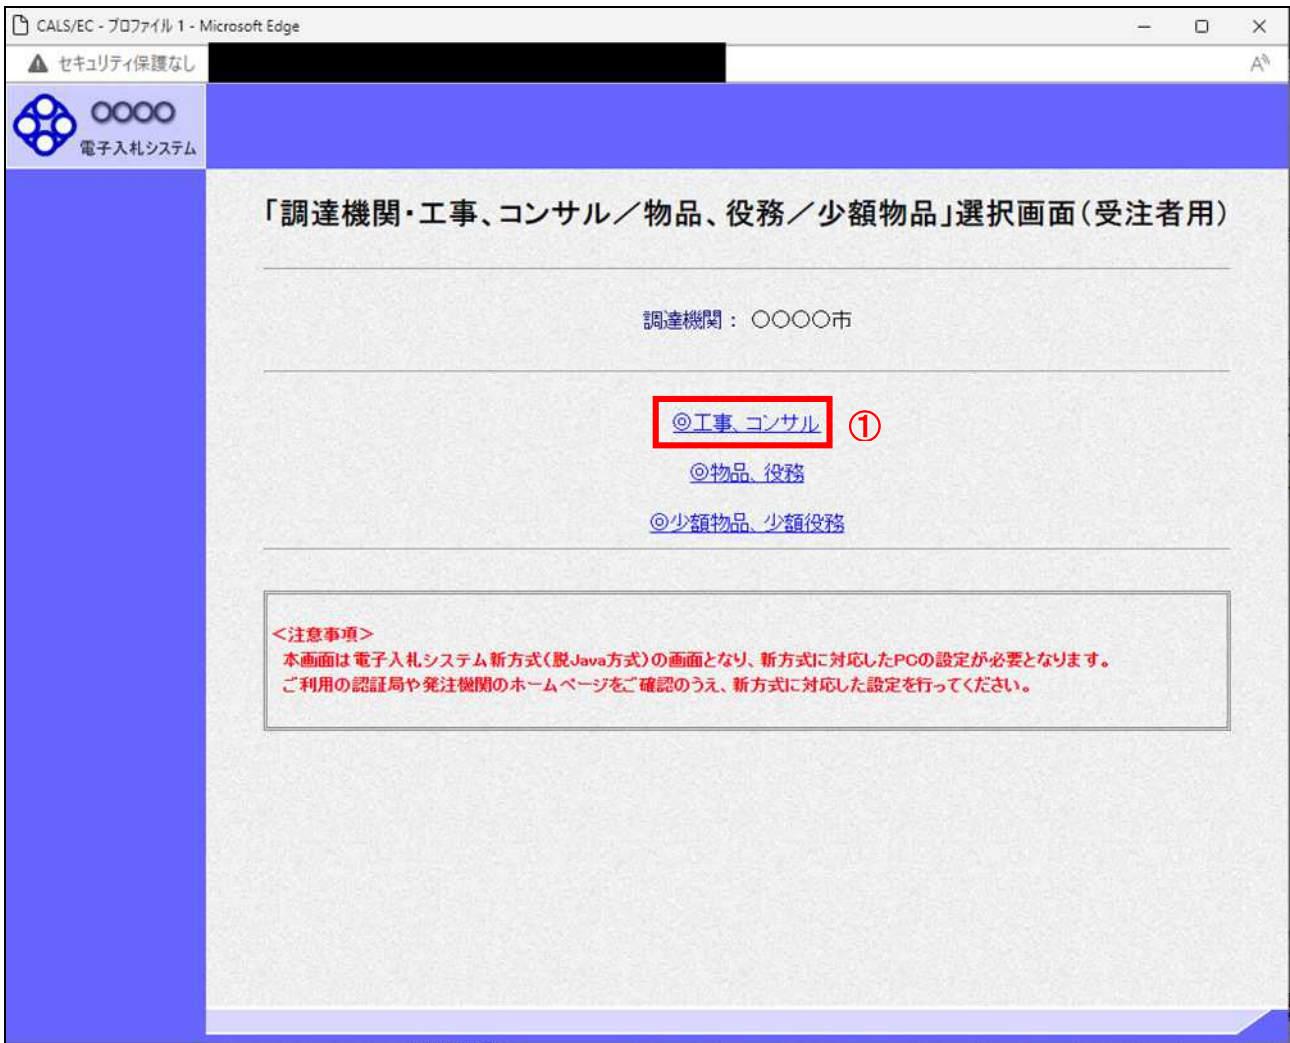 CALS/EC - プロファイル 1 - Microsoft Edge
セキュリティ保護なし
〇〇〇〇
電子入札システム
「調達機関・工事、コンサル／物品、役務／少額物品」選択画面（受注者用）
調達機関： 〇〇〇〇市
◎工事、コンサル ①
◎物品、役務
◎少額物品、少額役務
＜注意事項＞
本画面は電子入札システム新方式（脱Java方式）の画面となり、新方式に対応したPCの設定が必要となります。
ご利用の認証局や発注機関のホームページをご確認のうえ、新方式に対応した設定を行ってください。